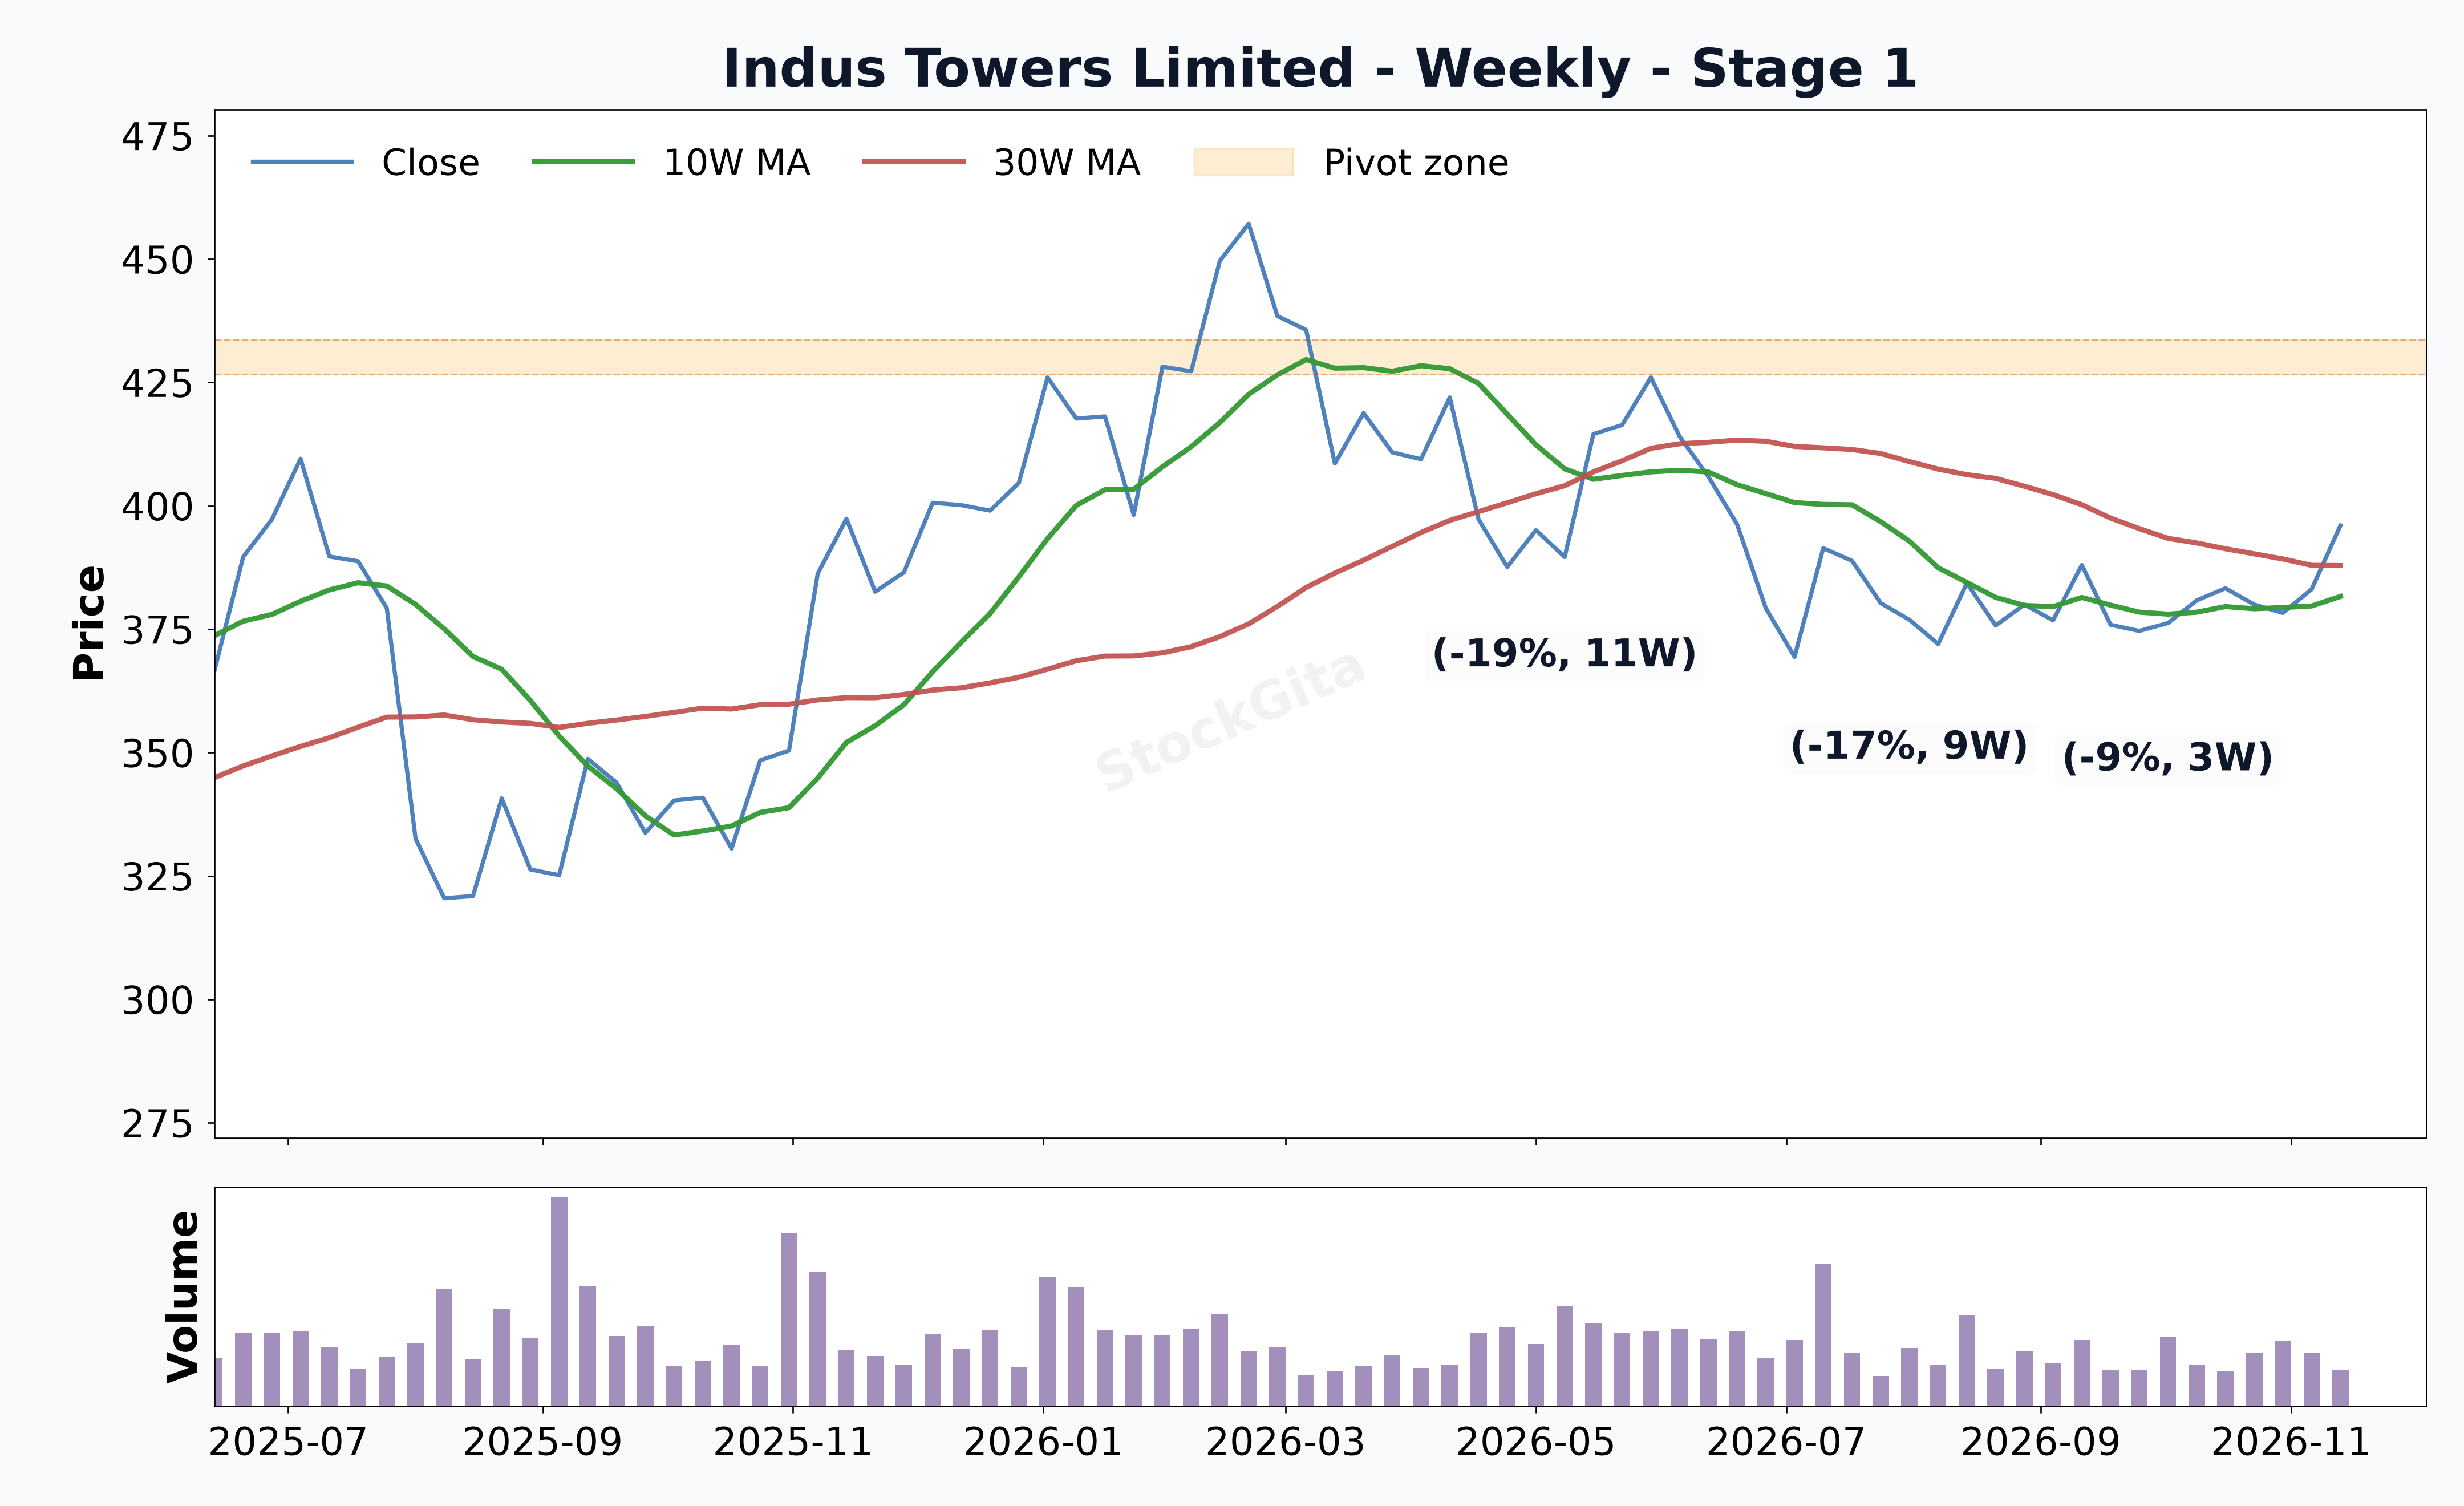 Indus Towers Limited - Weekly - Stage 1
Close 10W MA 30W MA Pivot zone
475
450
425
400
375
350
325
300
275
Price
(-19%, 11W)
(-17%, 9W)
(-9%, 3W)
StockGita
Volume
2025-07 2025-09 2025-11 2026-01 2026-03 2026-05 2026-07 2026-09 2026-11